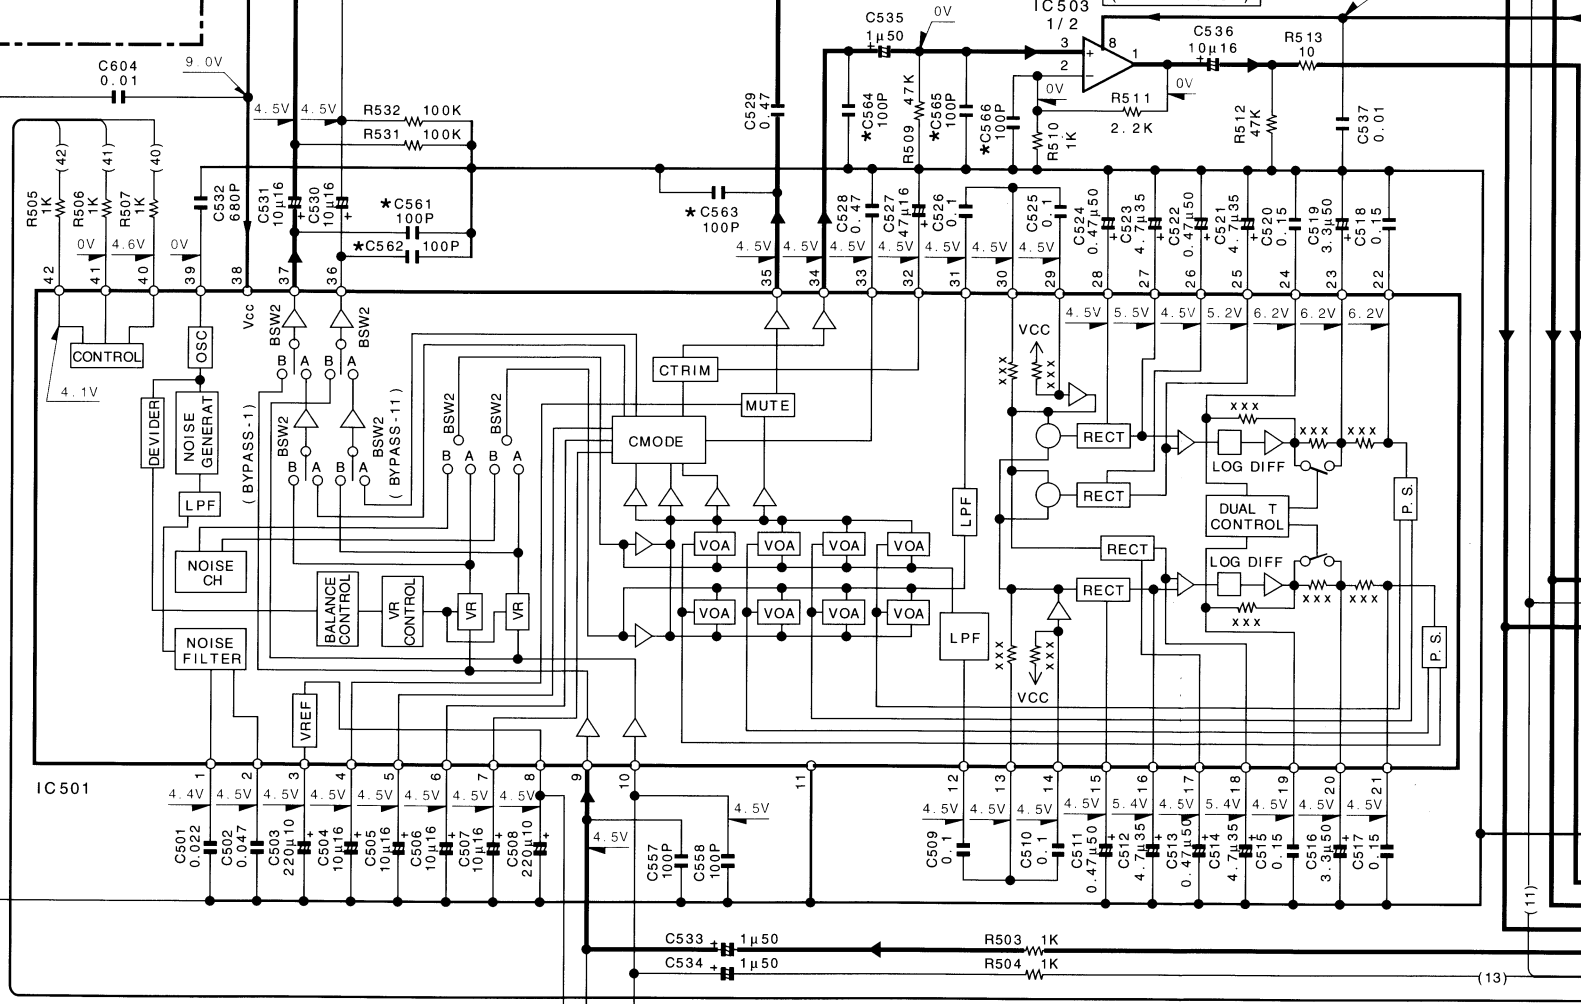 IC503
1/2
C535
1µ50
0V
3
8
2
1
+
−
C536
10µ16
R513
10
C604
0.01
9.0V
4.5V
4.5V
R532 100K
R531 100K
C529
0.47
*C564
100P
47K
R509
*C565
100P
*C566
100P
0V
R510
1K
R511
2.2K
0V
R512
47K
C537
0.01
(42)
(41)
(40)
R505
1K
R506
1K
R507
1K
C532
680P
C531
10µ16
C530
10µ16
*C561
100P
*C562 100P
*C563
100P
C528
0.47
C527
47µ16
C526
0.1
C525
0.1
C524
0.47µ50
C523
4.7µ35
C522
0.47µ50
C521
4.7µ35
C520
0.15
C519
3.3µ50
C518
0.15
0V
4.6V
0V
4.5V
4.5V
4.5V
4.5V
4.5V
4.5V
4.5V
42
41
40
39
38
37
36
35
34
33
32
31
30
29
28
27
26
25
24
23
22
Vcc
4.5V
5.5V
4.5V
5.2V
6.2V
6.2V
6.2V
CONTROL
4.1V
OSC
DEVIDER
NOISE
GENERAT
LPF
NOISE
CH
NOISE
FILTER
BSW2
BSW2
B A B A
(BYPASS-1)
BSW2
BSW2
B A B A
(BYPASS-11)
BSW2
BSW2
B A B A
CTRIM
MUTE
CMODE
VCC
xxx
xxx
RECT
RECT
RECT
RECT
LOG DIFF
xxx
xxx
xxx
DUAL T
CONTROL
LOG DIFF
xxx
xxx
xxx
P.S.
P.S.
LPF
LPF
VOA
VOA
VOA
VOA
VOA
VOA
VOA
VOA
BALANCE
CONTROL
VR
CONTROL
VR
VR
xxx
xxx
VCC
VREF
IC501
1
2
3
4
5
6
7
8
9
10
11
12
13
14
15
16
17
18
19
20
21
4.4V
4.5V
4.5V
4.5V
4.5V
4.5V
4.5V
4.5V
4.5V
4.5V
4.5V
4.5V
4.5V
4.5V
5.4V
4.5V
5.4V
4.5V
4.5V
4.5V
C501
0.022
C502
0.047
C503
220µ10
C504
10µ16
C505
10µ16
C506
10µ16
C507
10µ16
C508
220µ10
C557
100P
C558
100P
C509
0.1
C510
0.1
C511
0.47µ50
C512
4.7µ35
C513
0.47µ50
C514
4.7µ35
C515
0.15
C516
3.3µ50
C517
0.15
C533 1µ50
C534 1µ50
R503 1K
R504 1K
(11)
(13)